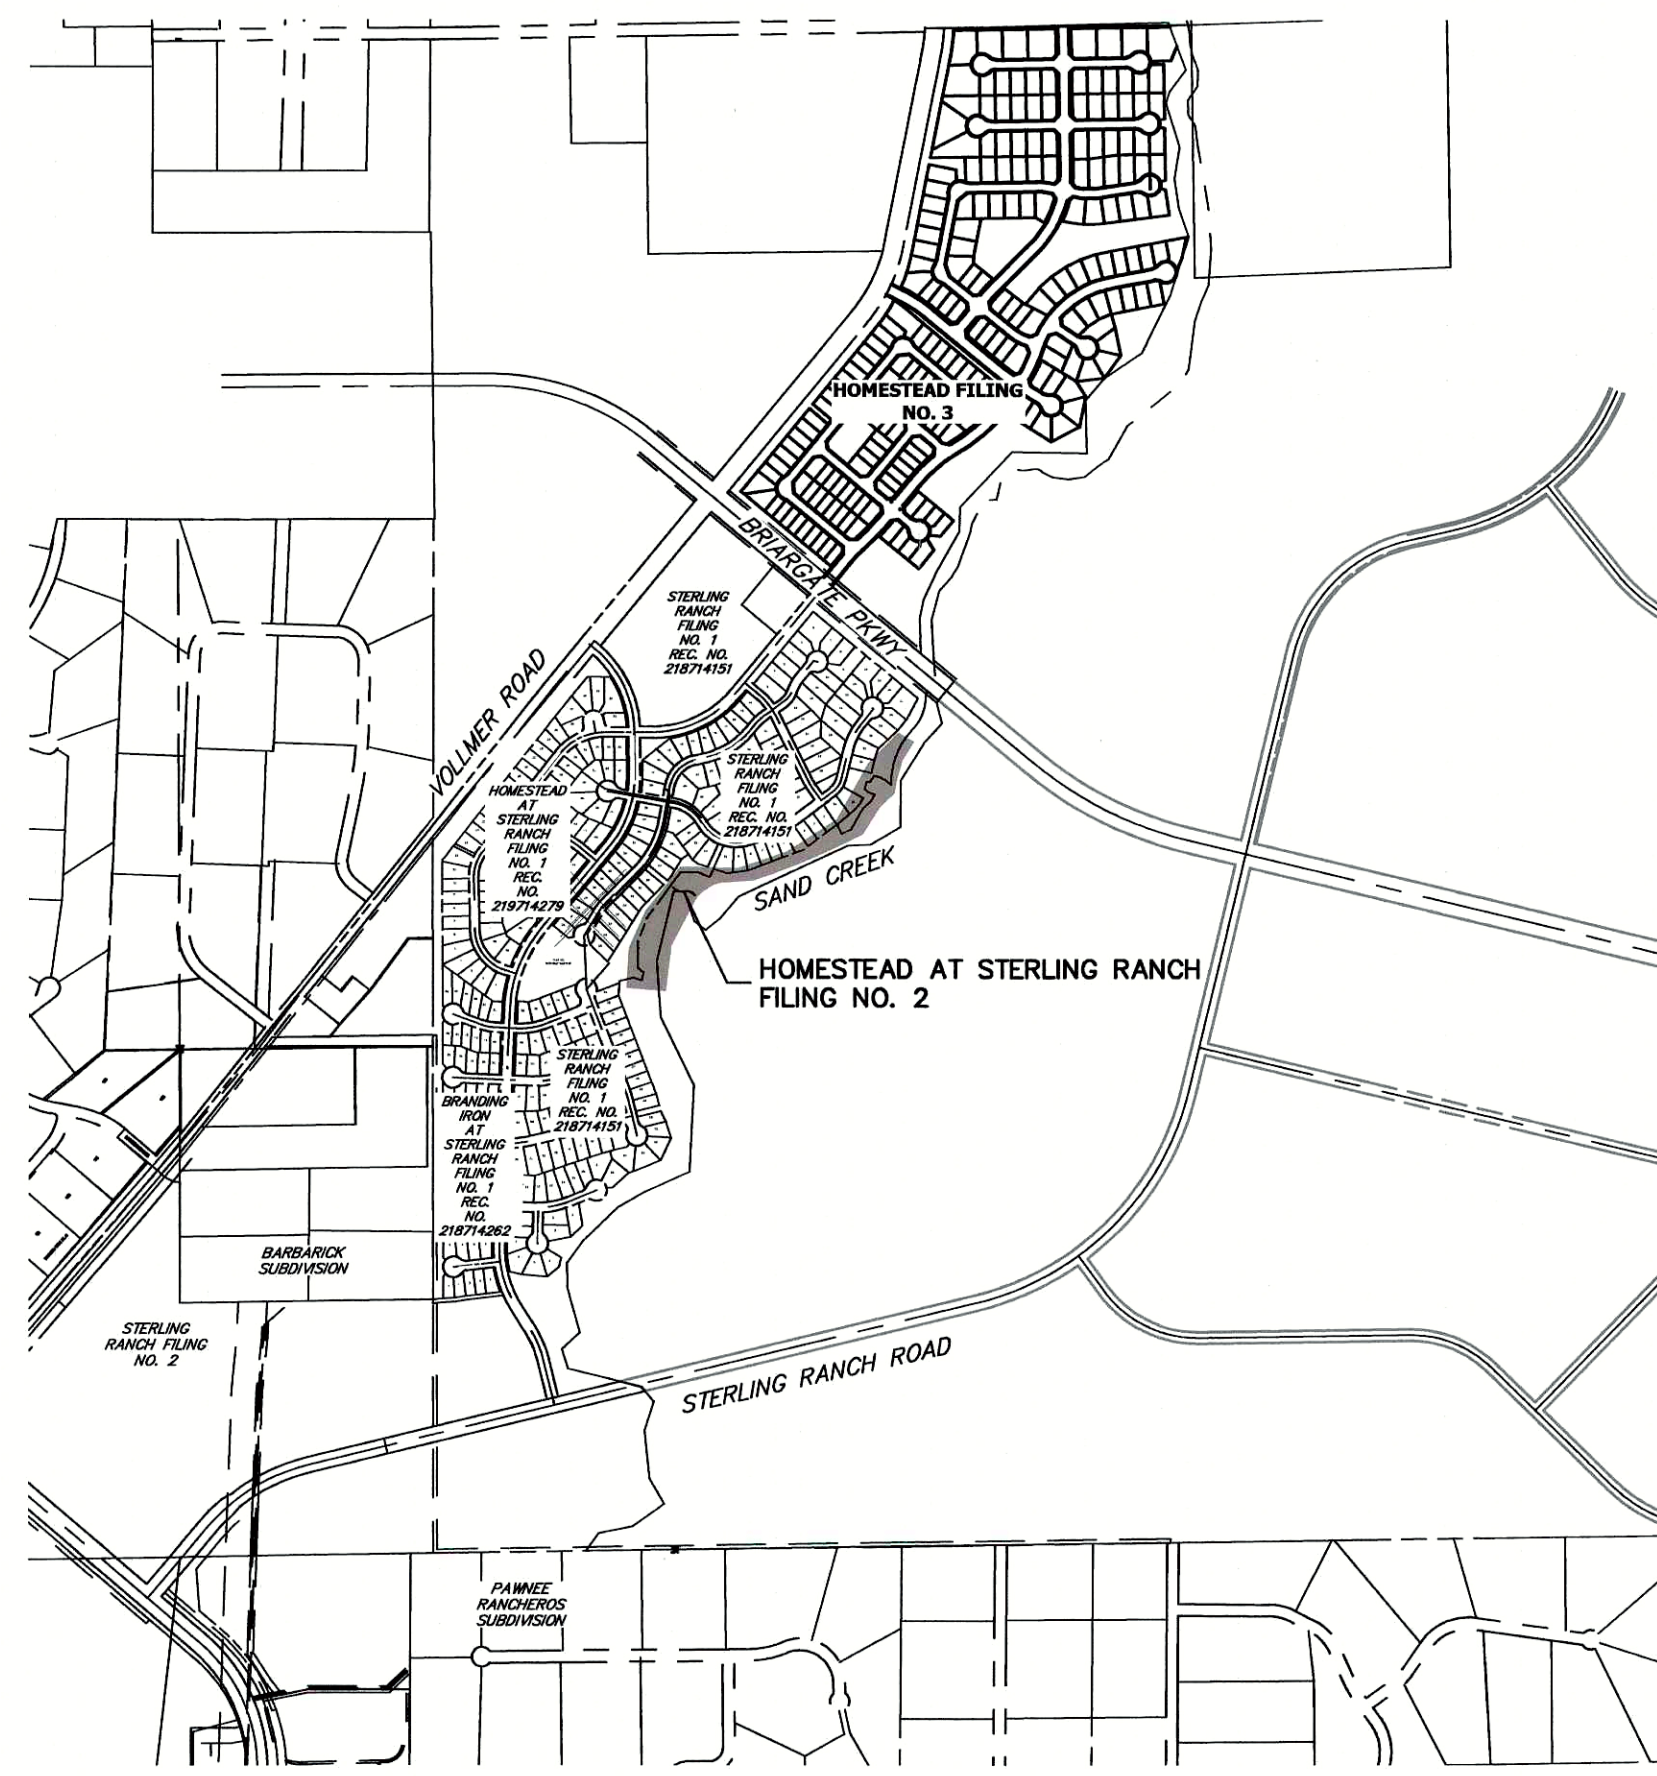 HOMESTEAD FILING
NO. 3
BRIARGATE PKWY
STERLING
RANCH
FILING
NO. 1
REC. NO.
218714151
VOLLMER ROAD
STERLING
RANCH
FILING
NO. 1
REC. NO.
218714151
HOMESTEAD
AT
STERLING
RANCH
FILING
NO. 1
REC.
NO.
219714279
SAND CREEK
HOMESTEAD AT STERLING RANCH
FILING NO. 2
STERLING
RANCH
FILING
NO. 1
REC. NO.
218714151
BRANDING
IRON
AT
STERLING
RANCH
FILING
NO. 1
REC.
NO.
218714262
BARBARICK
SUBDIVISION
STERLING
RANCH FILING
NO. 2
STERLING RANCH ROAD
PAWNEE
RANCHEROS
SUBDIVISION